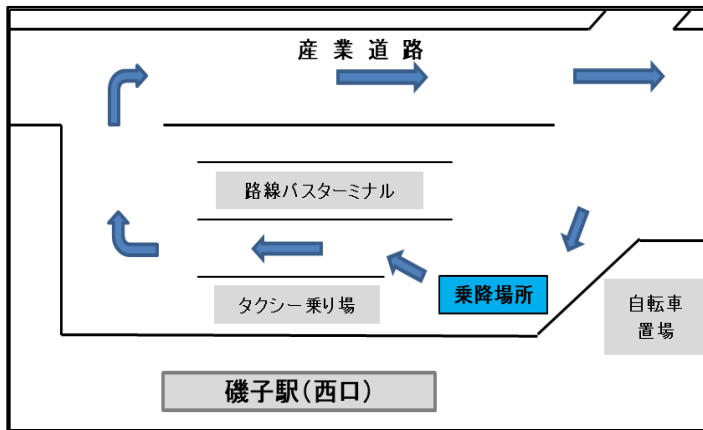 産業道路
路線バスターミナル
乗降場所
タクシー乗り場
自転車
置場
磯子駅(西口)